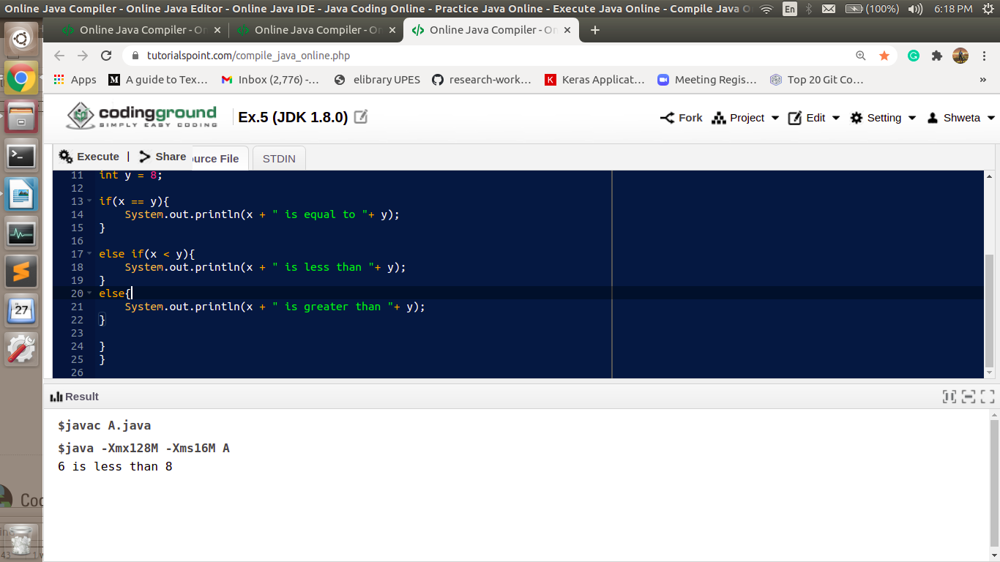 Online Java Compiler - Online Java Editor - Online Java IDE - Java Coding Online - Practice Java Online - Execute Java Online - Compile Java O
En
(100%)
6:18 PM
Online Java Compiler - Or
Online Java Compiler - On
Online Java Compiler - On
tutorialspoint.com/compile_java_online.php
Apps
A guide to Tex...
Inbox (2,776) -...
elibrary UPES
research-work...
Keras Applicat...
Meeting Regis...
Top 20 Git Co...
»
codingground
SIMPLY EASY CODING
Ex.5 (JDK 1.8.0)
Fork
Project
Edit
Setting
Shweta
Execute | Share
ource File
STDIN
11 int y = 8;
12
13 if(x == y){
14 System.out.println(x + " is equal to "+ y);
15 }
16
17 else if(x < y){
18 System.out.println(x + " is less than "+ y);
19 }
20 else{
21 System.out.println(x + " is greater than "+ y);
22 }
23
24 }
25 }
26
27
Result
$javac A.java
$java -Xmx128M -Xms16M A
6 is less than 8
Coc
43
1 w